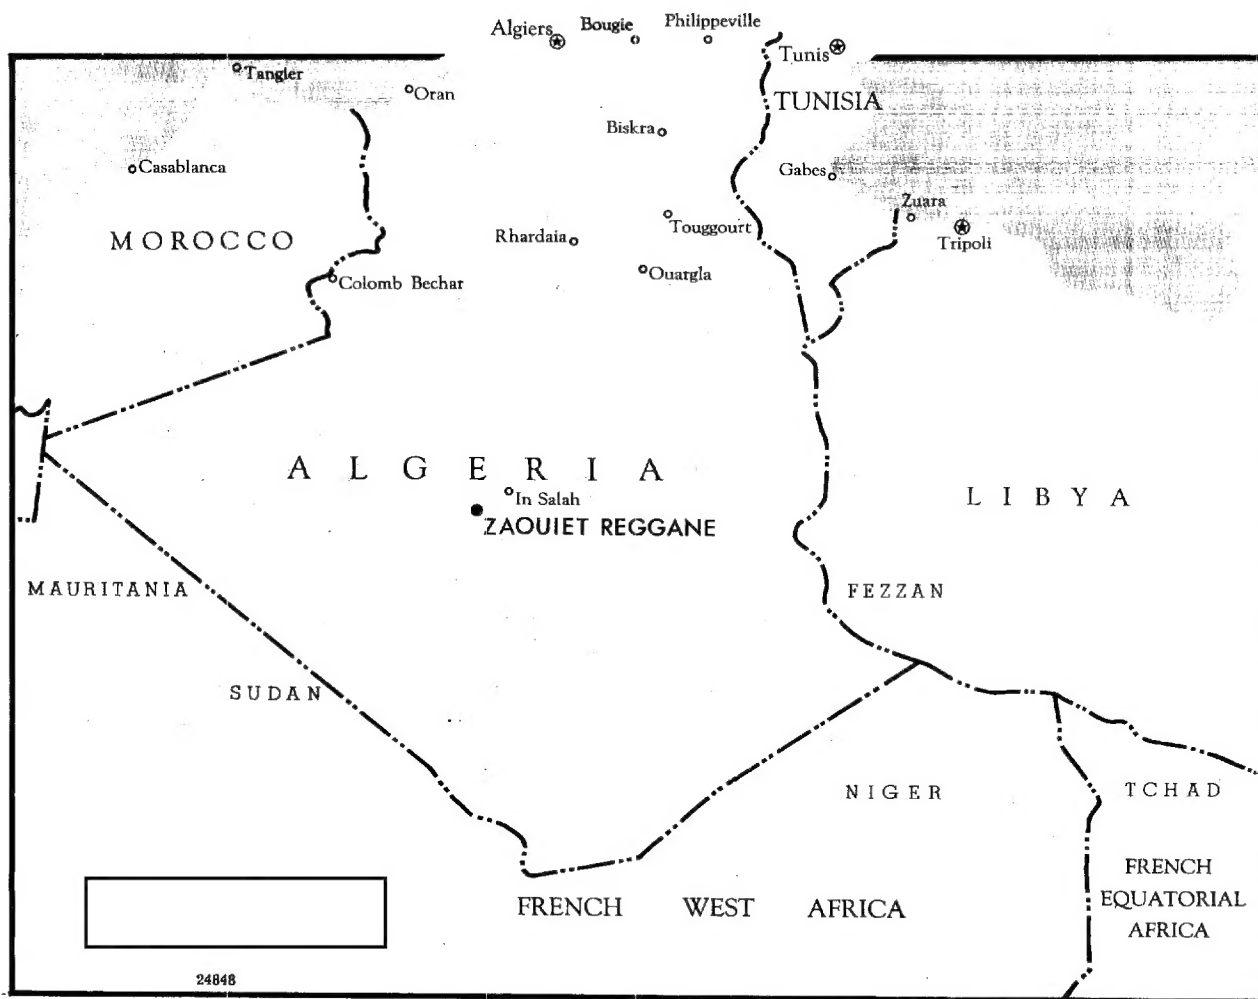 Algiers
Bougie
Philippeville
Tunis
Tangier
Oran
TUNISIA
Biskra
Casablanca
Gabes
Zuara
MOROCCO
Rhardaia
Touggourt
Tripoli
Ouargla
Colomb Bechar
ALGERIA
In Salah
LIBYA
ZAOUIET REGGANE
MAURITANIA
FEZZAN
SUDAN
NIGER
TCHAD
FRENCH WEST AFRICA
FRENCH
EQUATORIAL
AFRICA
24848